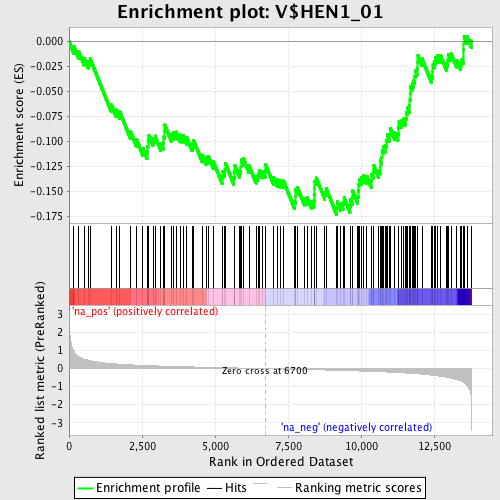 Enrichment plot: V$HEN1_01
Enrichment score (ES)
0.000
-0.025
-0.050
-0.075
-0.100
-0.125
-0.150
-0.175
'na_pos' (positively correlated)
Ranked list metric (PreRanked)
3
2
1
0
-1
-2
-3
Zero cross at 6700
'na_neg' (negatively correlated)
0
2,500
5,000
7,500
10,000
12,500
Rank in Ordered Dataset
Enrichment profile
Hits
Ranking metric scores